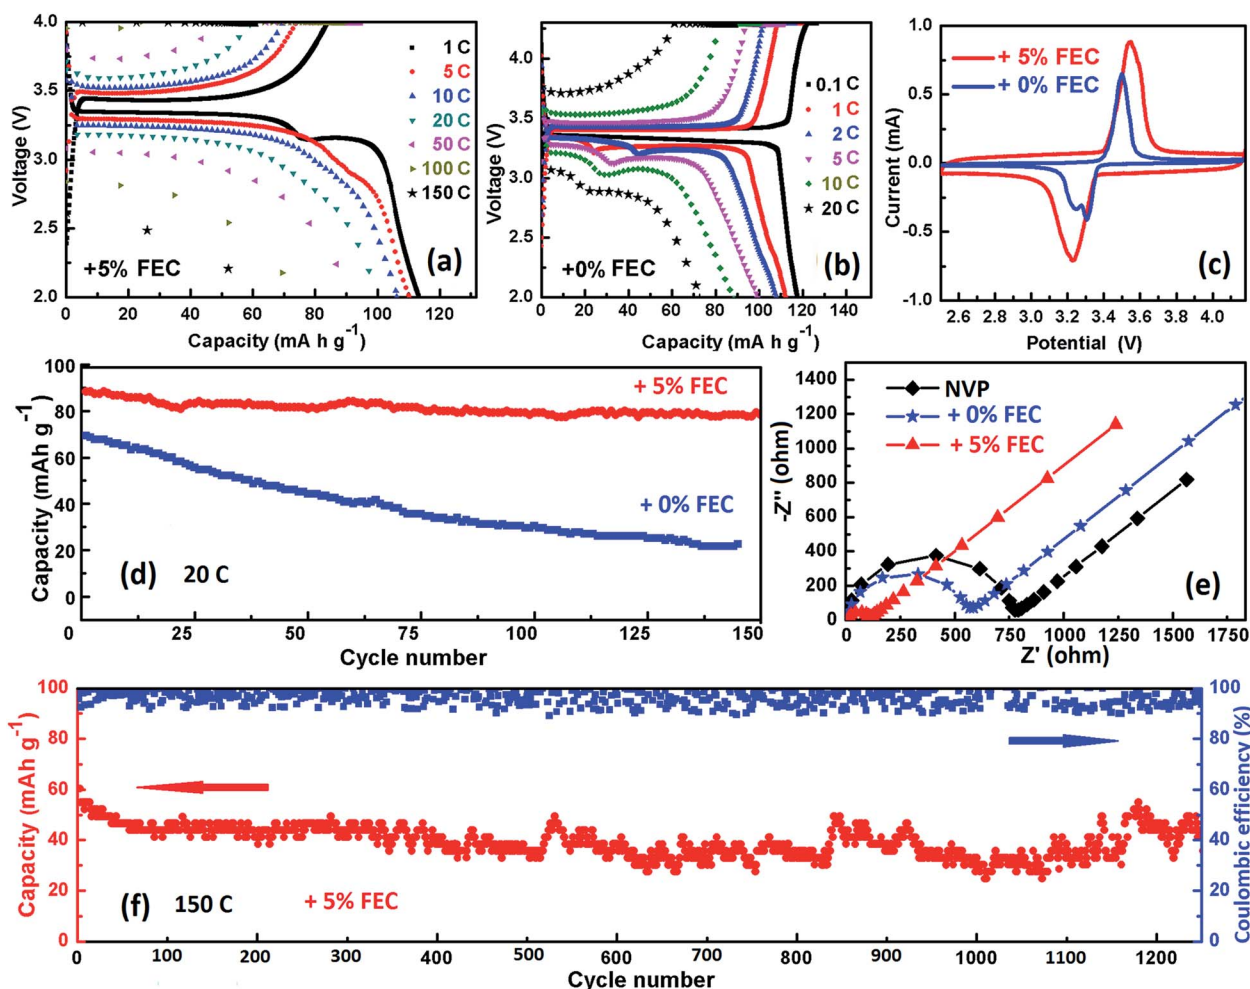 4.0
3.5
3.0
2.5
2.0
Voltage (V)
1 C
5 C
10 C
20 C
50 C
100 C
150 C
+5% FEC
(a)
0 20 40 60 80 100 120
Capacity (mA h g⁻¹)
4.0
3.5
3.0
2.5
2.0
Voltage (V)
0.1 C
1 C
2 C
5 C
10 C
20 C
+0% FEC
(b)
0 20 40 60 80 100 120 140
Capacity (mA h g⁻¹)
1.0
0.5
0.0
-0.5
-1.0
Current (mA)
+ 5% FEC
+ 0% FEC
(c)
2.6 2.8 3.0 3.2 3.4 3.6 3.8 4.0
Potential (V)
100
80
60
40
20
0
Capacity (mAh g⁻¹)
+ 5% FEC
+ 0% FEC
(d) 20 C
0 25 50 75 100 125 150
Cycle number
1400
1200
1000
800
600
400
200
0
-Z'' (ohm)
NVP
+ 0% FEC
+ 5% FEC
(e)
0 250 500 750 1000 1250 1500 1750
Z' (ohm)
100
80
60
40
20
0
Capacity (mAh g⁻¹)
100
80
60
40
20
0
Coulombic efficiency (%)
(f) 150 C + 5% FEC
0 100 200 300 400 500 600 700 800 900 1000 1100 1200
Cycle number